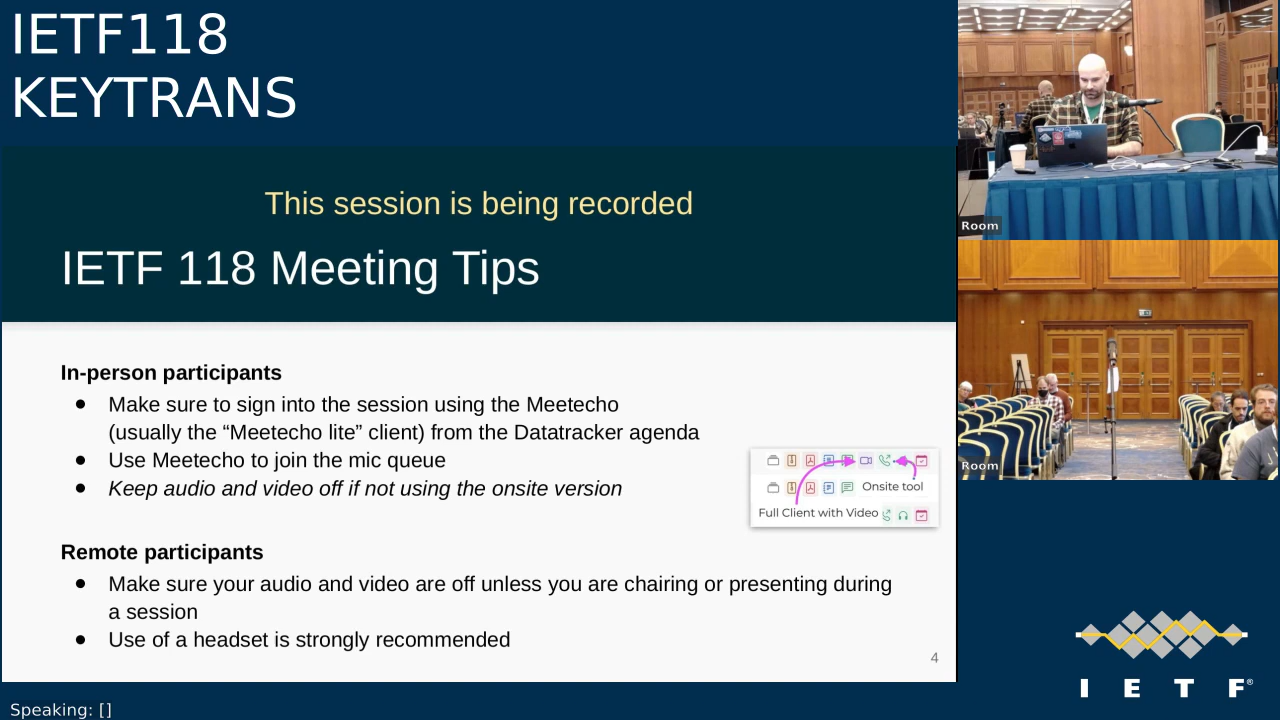 IETF118
KEYTRANS
This session is being recorded
IETF 118 Meeting Tips
In-person participants
● Make sure to sign into the session using the Meetecho
(usually the “Meetecho lite” client) from the Datatracker agenda
● Use Meetecho to join the mic queue
● Keep audio and video off if not using the onsite version
Onsite tool
Full Client with Video
Remote participants
● Make sure your audio and video are off unless you are chairing or presenting during
a session
● Use of a headset is strongly recommended
4
Room
Room
I E T F®
Speaking: []